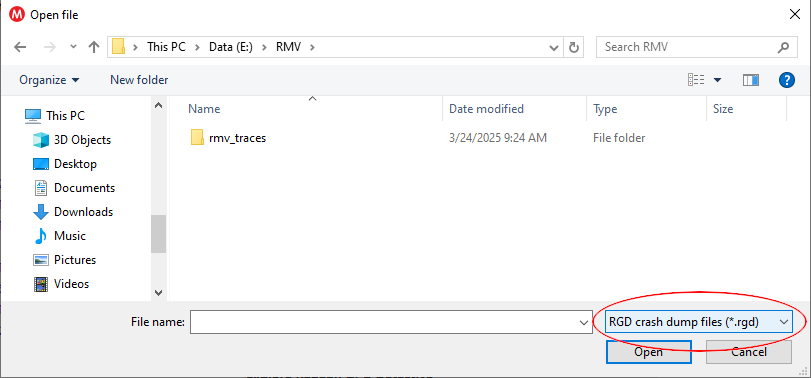 M Open file
This PC > Data (E:) > RMV >
Search RMV
Organize New folder ?
This PC
3D Objects
Desktop
Documents
Downloads
Music
Pictures
Videos
Name Date modified Type Size
rmv_traces 3/24/2025 9:24 AM File folder
File name: RGD crash dump files (*.rgd)
Open Cancel